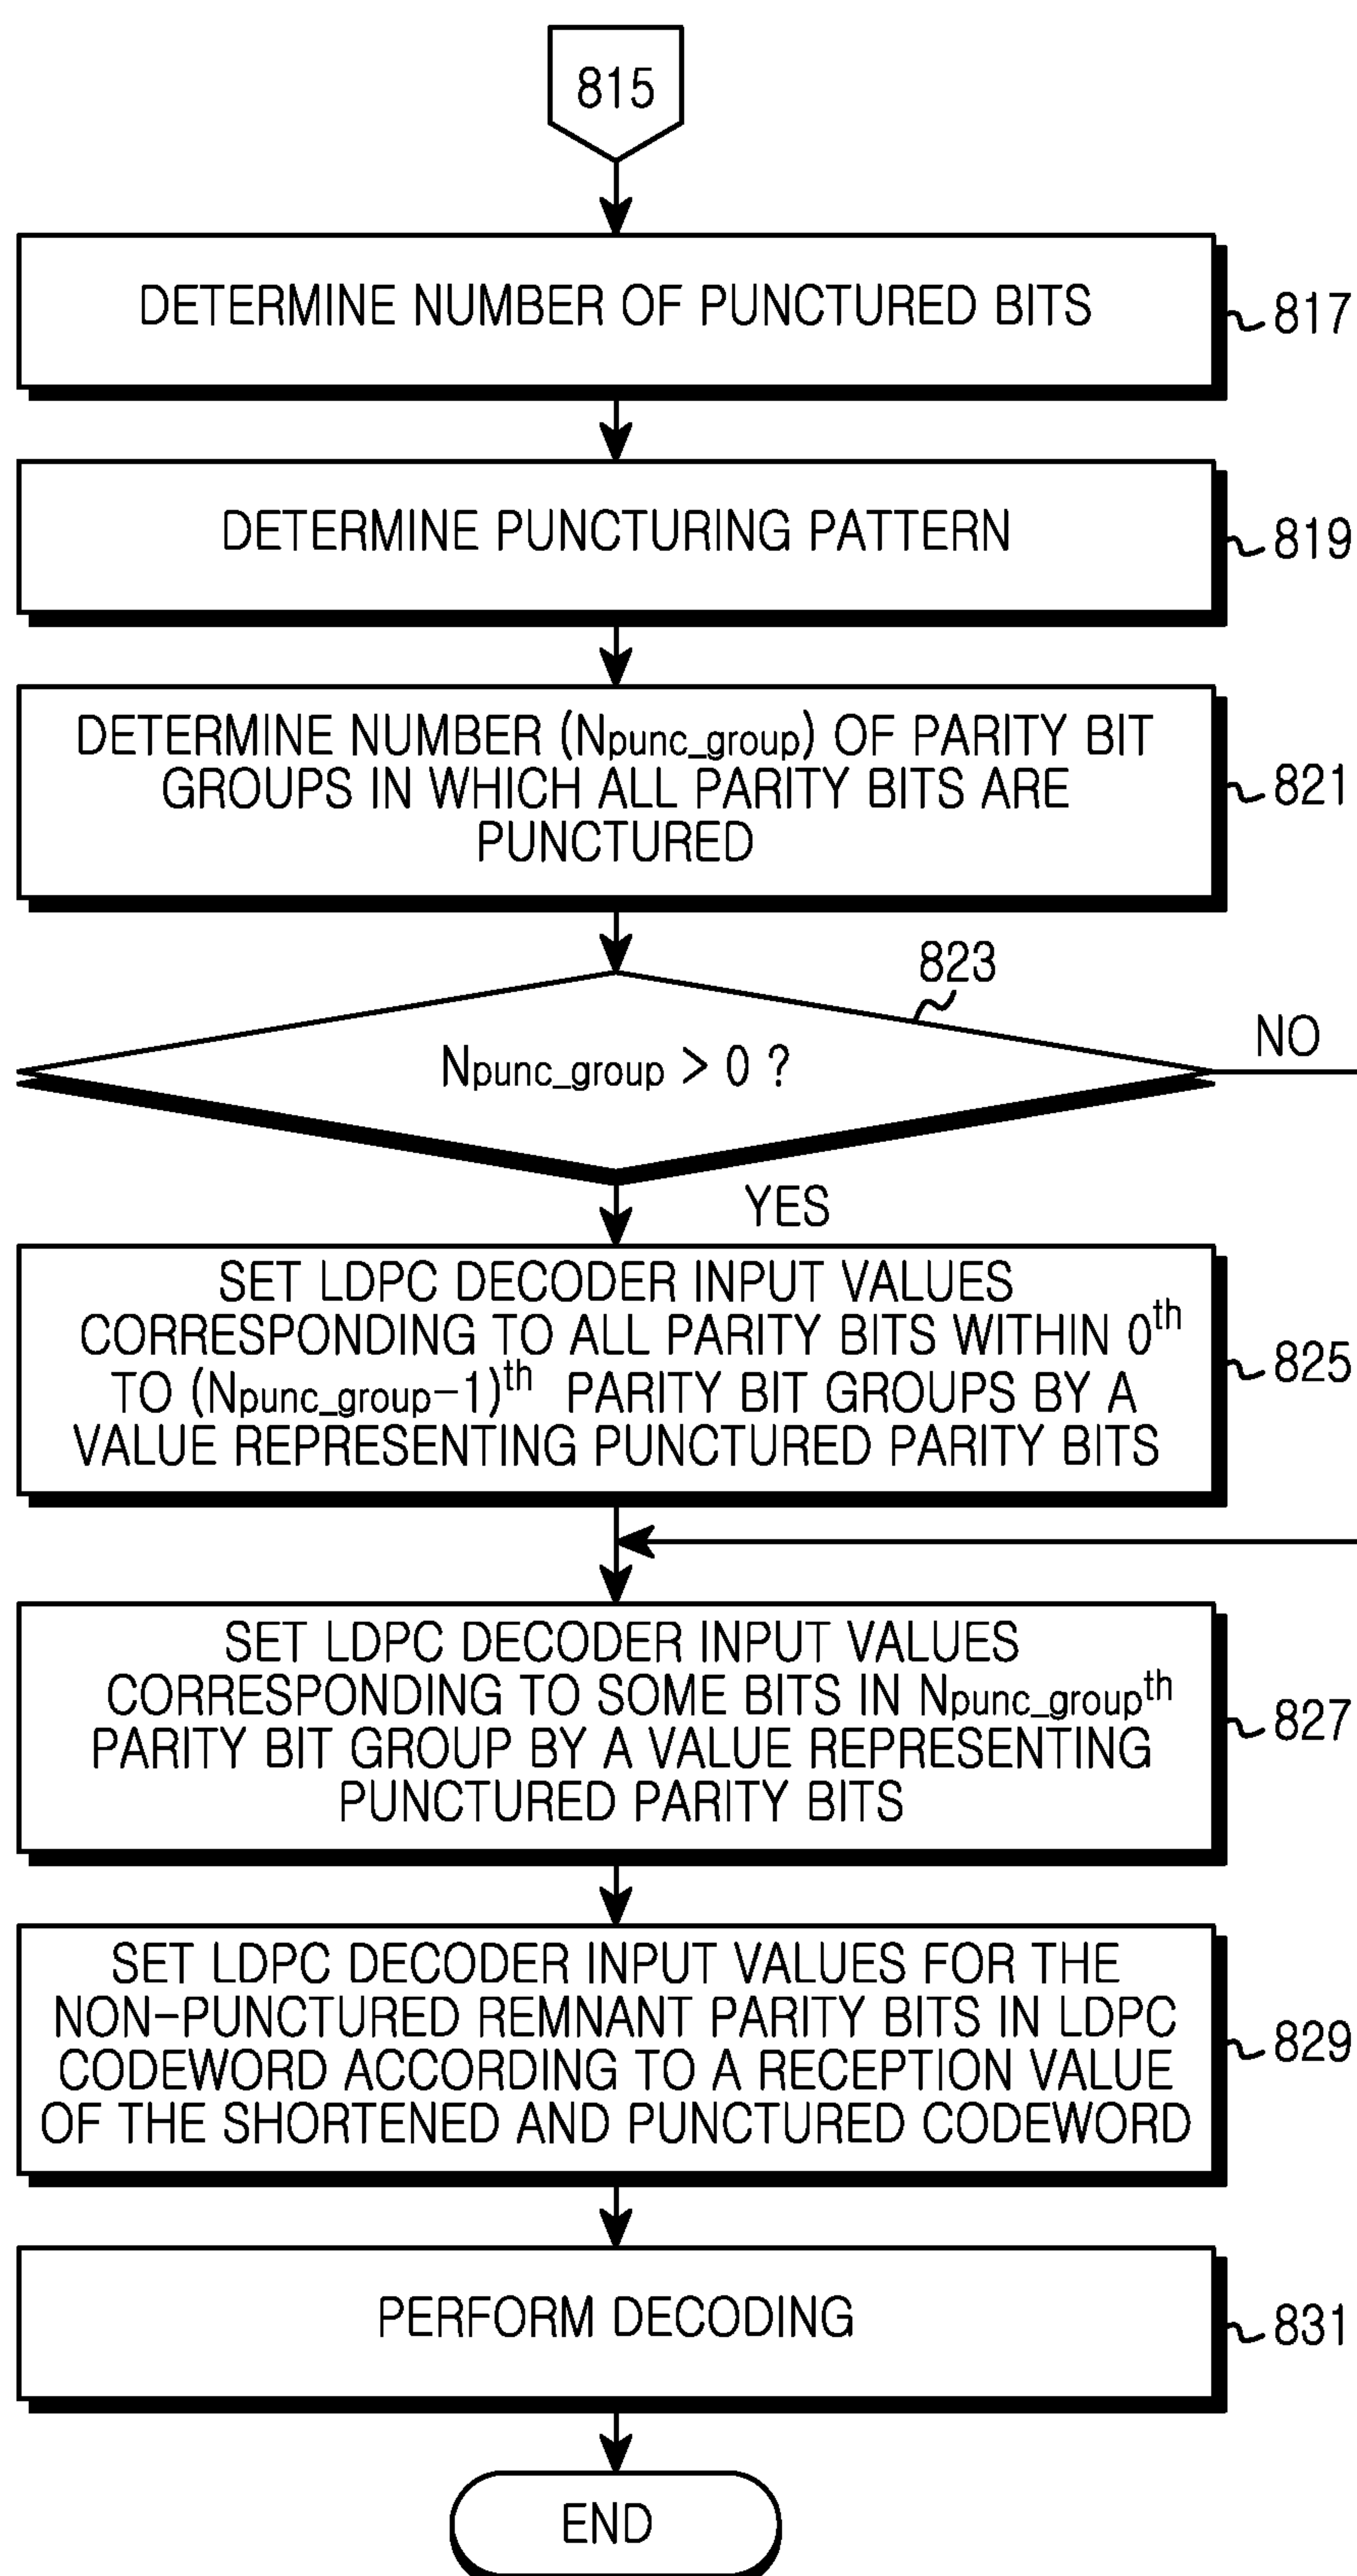 815
DETERMINE NUMBER OF PUNCTURED BITS
817
DETERMINE PUNCTURING PATTERN
819
DETERMINE NUMBER (Npunc_group) OF PARITY BIT
GROUPS IN WHICH ALL PARITY BITS ARE
PUNCTURED
821
823
Npunc_group > 0 ?
NO
YES
SET LDPC DECODER INPUT VALUES
CORRESPONDING TO ALL PARITY BITS WITHIN 0th
TO (Npunc_group-1)th PARITY BIT GROUPS BY A
VALUE REPRESENTING PUNCTURED PARITY BITS
825
SET LDPC DECODER INPUT VALUES
CORRESPONDING TO SOME BITS IN Npunc_groupth
PARITY BIT GROUP BY A VALUE REPRESENTING
PUNCTURED PARITY BITS
827
SET LDPC DECODER INPUT VALUES FOR THE
NON-PUNCTURED REMNANT PARITY BITS IN LDPC
CODEWORD ACCORDING TO A RECEPTION VALUE
OF THE SHORTENED AND PUNCTURED CODEWORD
829
PERFORM DECODING
831
END